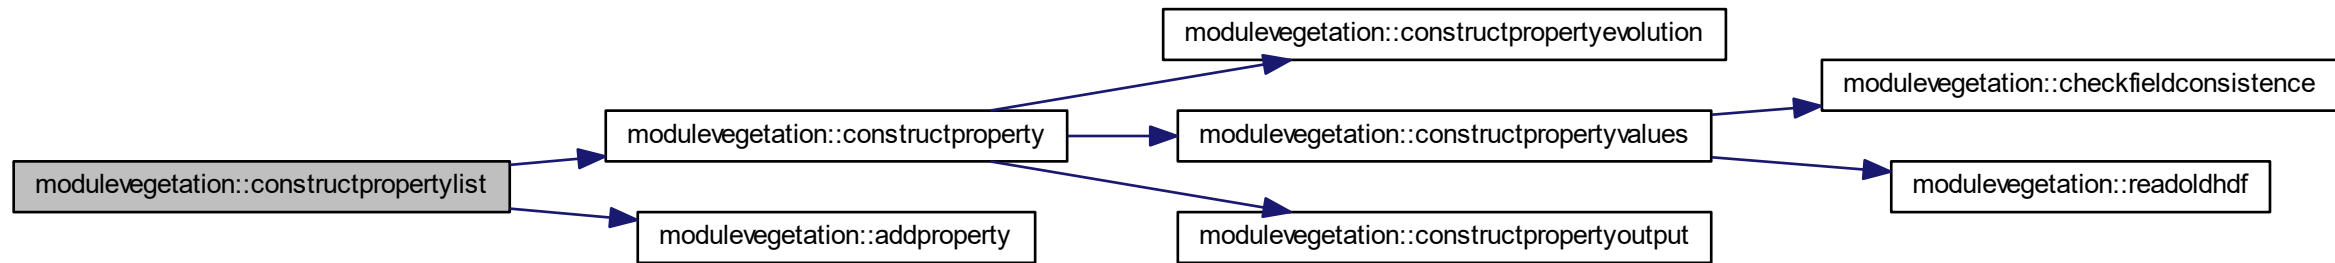 modulevegetation::constructpropertylist
modulevegetation::constructproperty
modulevegetation::addproperty
modulevegetation::constructpropertyevolution
modulevegetation::constructpropertyvalues
modulevegetation::constructpropertyoutput
modulevegetation::checkfieldconsistence
modulevegetation::readoldhdf